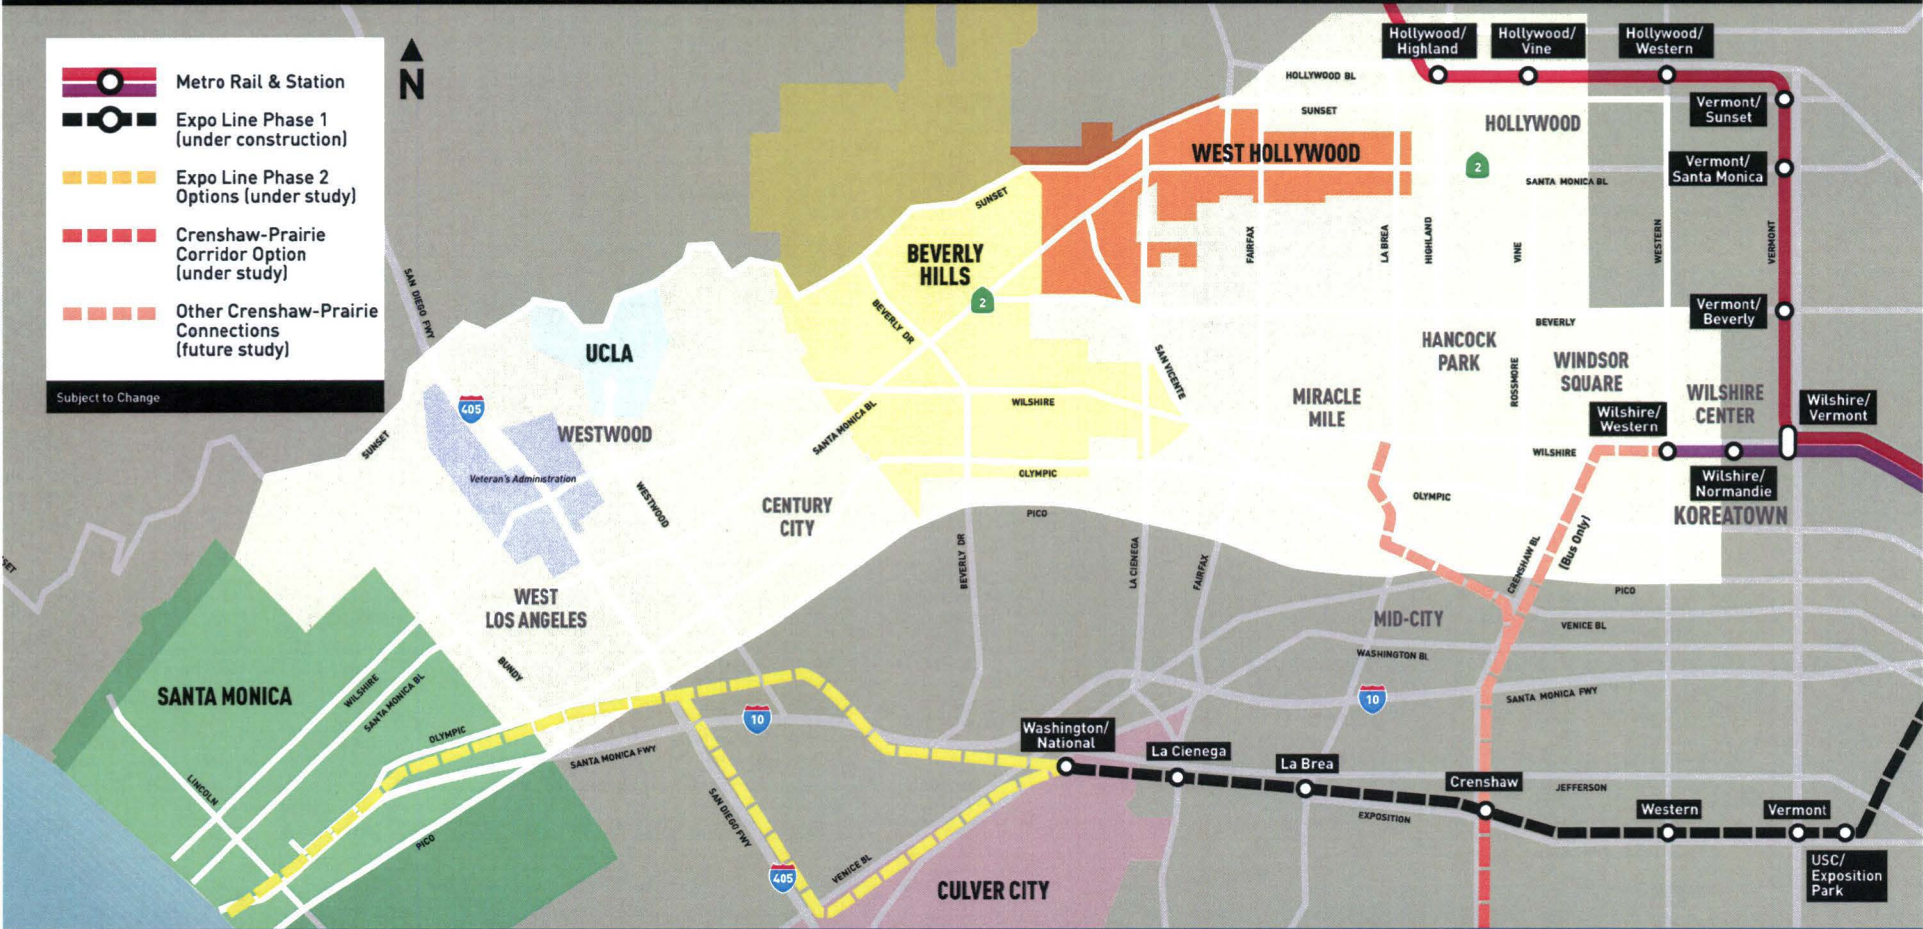 Metro Rail & Station
Expo Line Phase 1
(under construction)
Expo Line Phase 2
Options (under study)
Crenshaw-Prairie
Corridor Option
(under study)
Other Crenshaw-Prairie
Connections
(future study)
Subject to Change
N
Hollywood/
Highland
Hollywood/
Vine
Hollywood/
Western
HOLLYWOOD BL
SUNSET
HOLLYWOOD
Vermont/
Sunset
WEST HOLLYWOOD
2
SANTA MONICA BL
Vermont/
Santa Monica
SUNSET
BEVERLY
HILLS
2
FAIRFAX
LA BREA
HIGHLAND
VINE
WESTERN
VERMONT
SAN DIEGO FWY
BEVERLY DR
Vermont/
Beverly
BEVERLY
UCLA
SAN VICENTE
HANCOCK
PARK
ROSSMORE
WINDSOR
SQUARE
405
WILSHIRE
MIRACLE
MILE
WILSHIRE
CENTER
Wilshire/
Western
Wilshire/
Vermont
SUNSET
WESTWOOD
SANTA MONICA BL
WILSHIRE
Veteran's Administration
WESTWOOD
OLYMPIC
OLYMPIC
Wilshire/
Normandie
CENTURY
CITY
PICO
KOREATOWN
SET
BEVERLY DR
LA CIENEGA
FAIRFAX
CRENSHAW BL
(Bus Only)
PICO
WEST
LOS ANGELES
MID-CITY
VENICE BL
WASHINGTON BL
BUNDY
SANTA MONICA
WILSHIRE
SANTA MONICA BL
10
10
SANTA MONICA FWY
OLYMPIC
SANTA MONICA FWY
Washington/
National
La Cienega
La Brea
Crenshaw
JEFFERSON
LINCOLN
SAN DIEGO FWY
EXPOSITION
Western
Vermont
PICO
VENICE BL
405
CULVER CITY
USC/
Exposition
Park